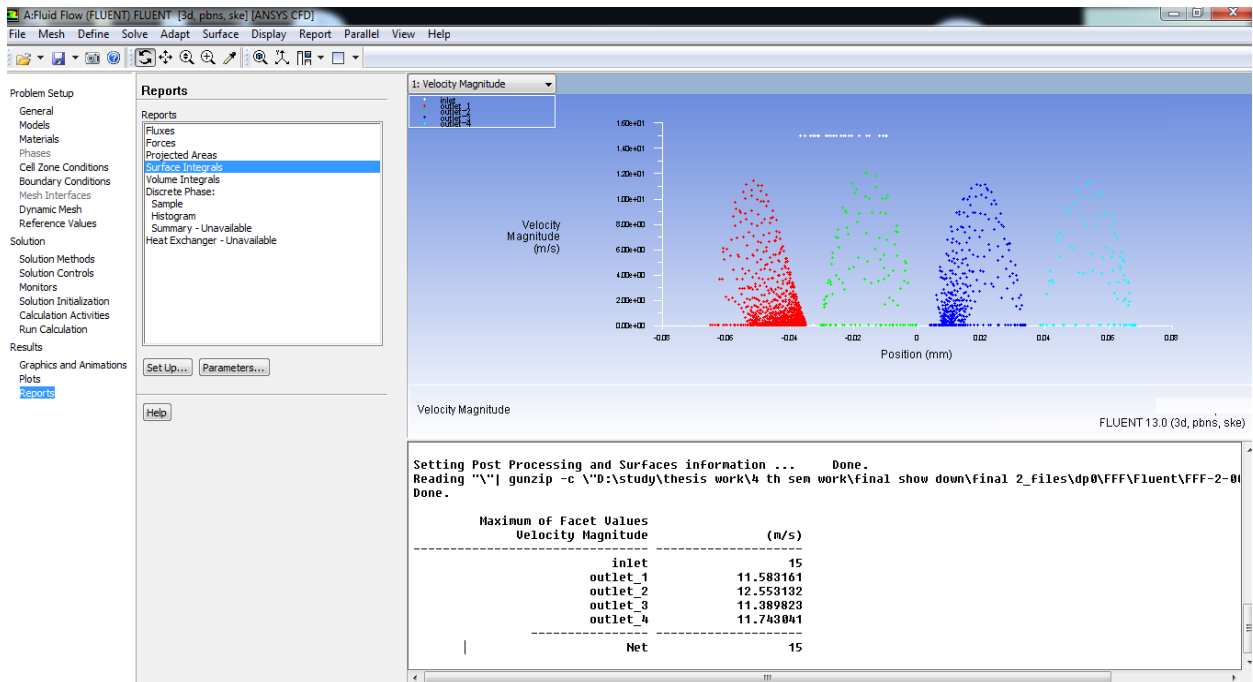 A:Fluid Flow (FLUENT) FLUENT [3d, pbns, ske] [ANSYS CFD]
File Mesh Define Solve Adapt Surface Display Report Parallel View Help
Problem Setup
General
Models
Materials
Phases
Cell Zone Conditions
Boundary Conditions
Mesh Interfaces
Dynamic Mesh
Reference Values
Solution
Solution Methods
Solution Controls
Monitors
Solution Initialization
Calculation Activities
Run Calculation
Results
Graphics and Animations
Plots
Reports
Reports
Reports
Fluxes
Forces
Projected Areas
Surface Integrals
Volume Integrals
Discrete Phase:
Sample
Histogram
Summary - Unavailable
Heat Exchanger - Unavailable
Set Up... Parameters...
Help
1: Velocity Magnitude
inlet
outlet_1
outlet-2
outlet-3
outlet-4
1.60e+01
1.40e+01
1.20e+01
1.00e+01
8.00e+00
6.00e+00
4.00e+00
2.00e+00
0.00e+00
Velocity
Magnitude
(m/s)
-0.08 -0.06 -0.04 -0.02 0 0.02 0.04 0.06 0.08
Position (mm)
Velocity Magnitude
FLUENT 13.0 (3d, pbns, ske)
Setting Post Processing and Surfaces information ... Done.
Reading "\"| gunzip -c \"D:\study\thesis work\4 th sem work\final show down\final 2_files\dp0\FFF\Fluent\FFF-2-00
Done.
Maximum of Facet Values
Velocity Magnitude (m/s)
-------------------------------- --------------------
inlet 15
outlet_1 11.583161
outlet_2 12.553132
outlet_3 11.389823
outlet_4 11.743041
---------------- --------------------
Net 15